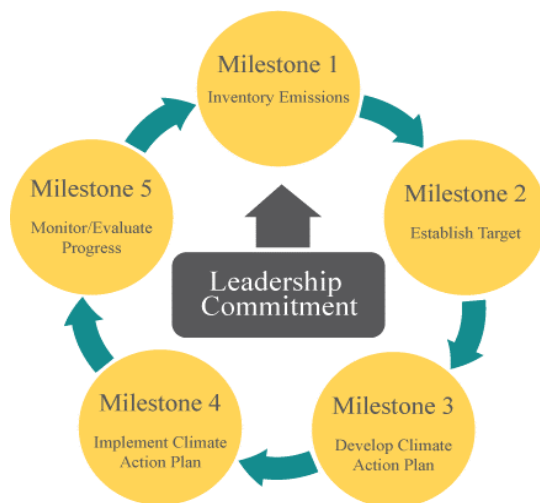 Milestone 1
Inventory Emissions
Milestone 2
Establish Target
Milestone 3
Develop Climate
Action Plan
Milestone 4
Implement Climate
Action Plan
Milestone 5
Monitor/Evaluate
Progress
Leadership
Commitment